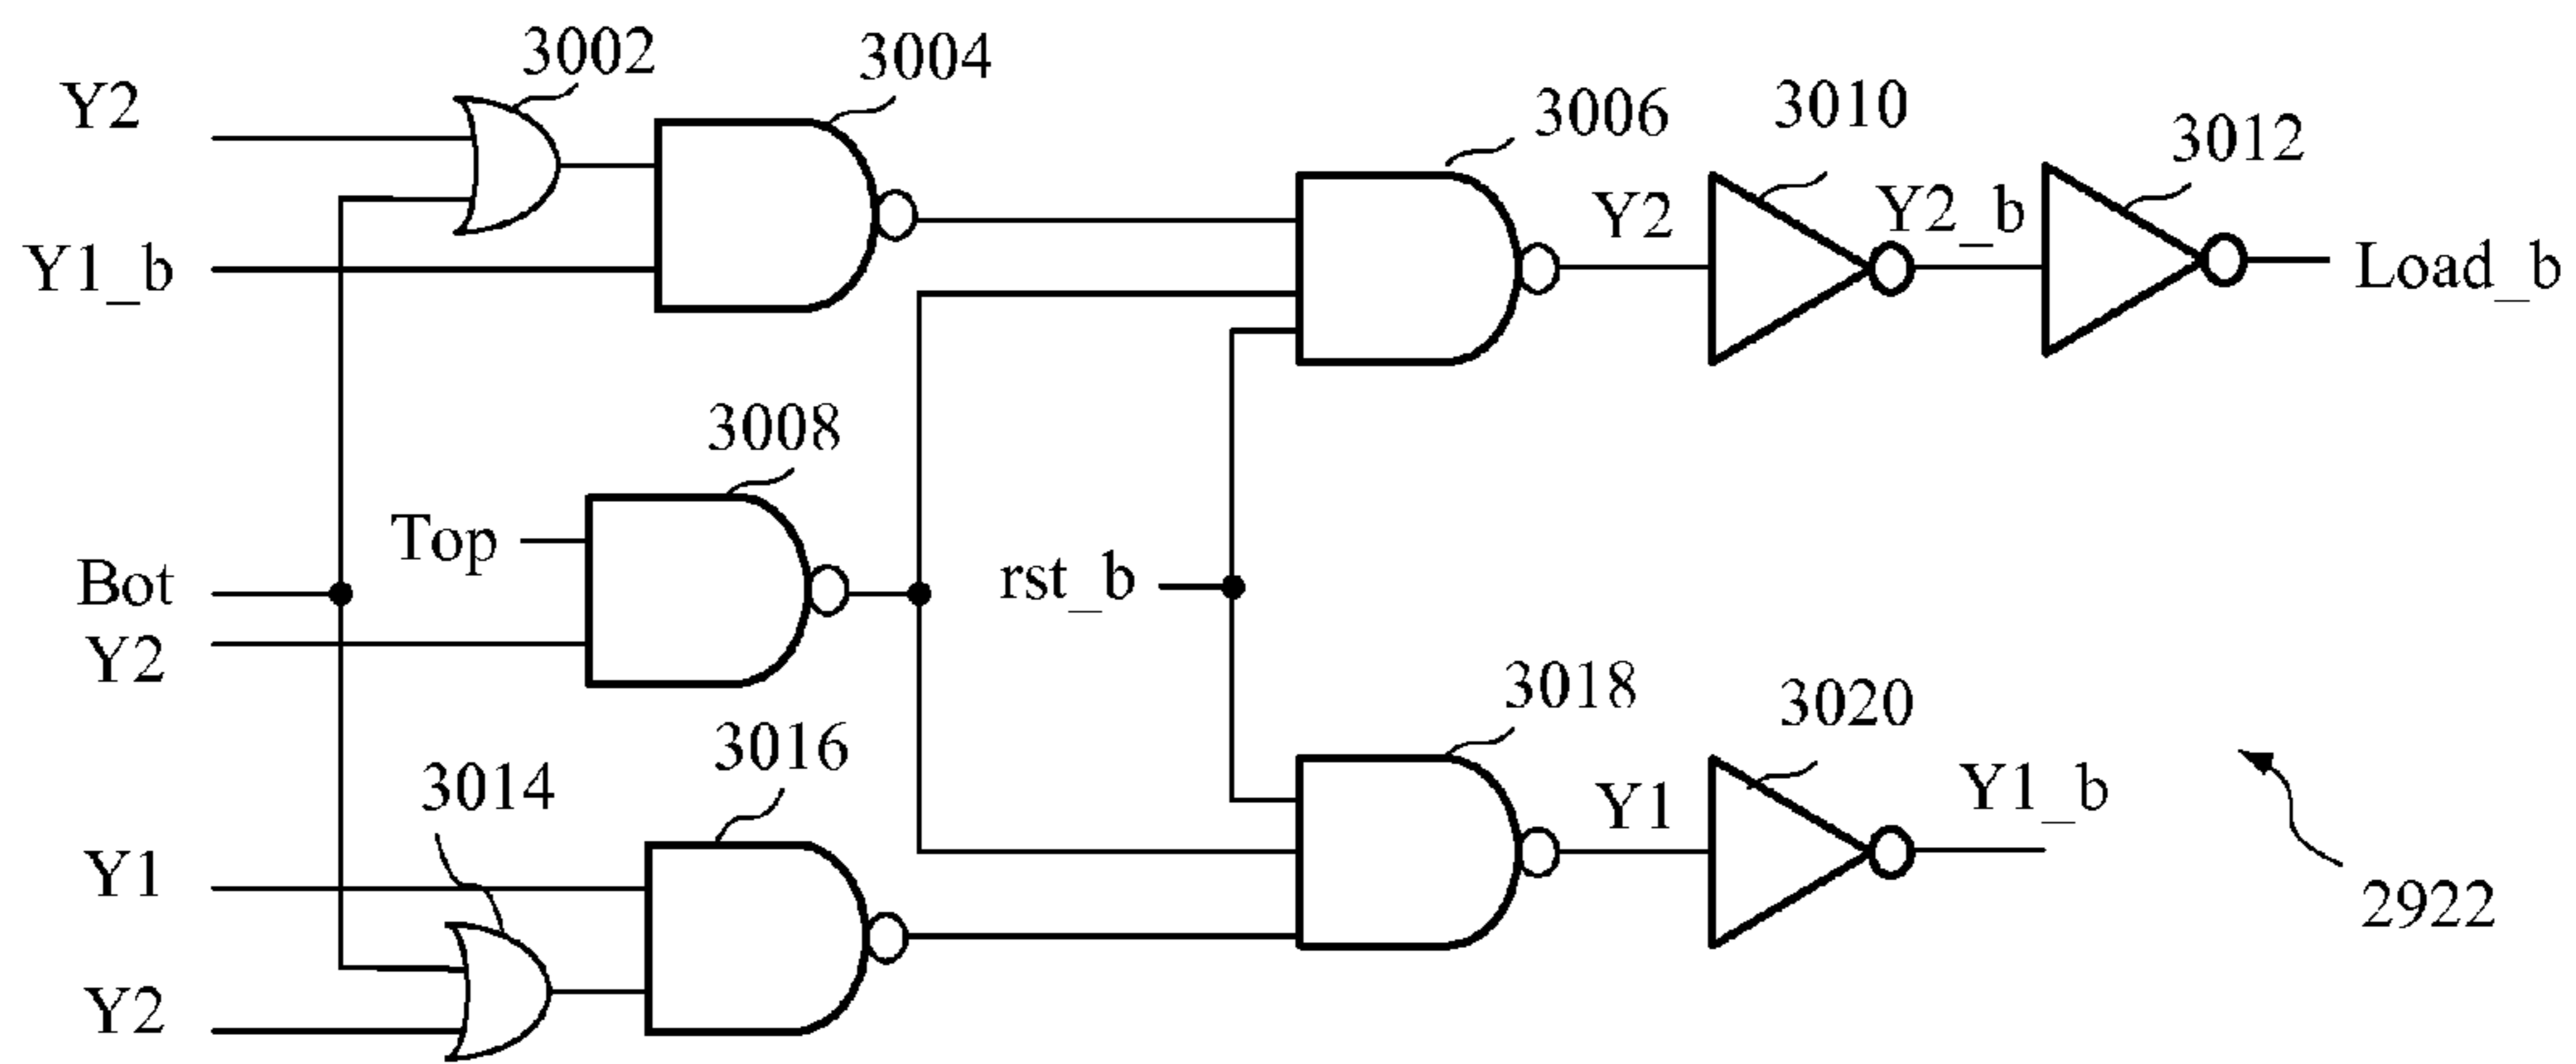 3002
3004
Y2
3006
3010
3012
Y2
Y2_b
Y1_b
Load_b
3008
Top
Bot
rst_b
Y2
3018
3020
3014
3016
Y1
Y1
Y1_b
2922
Y2